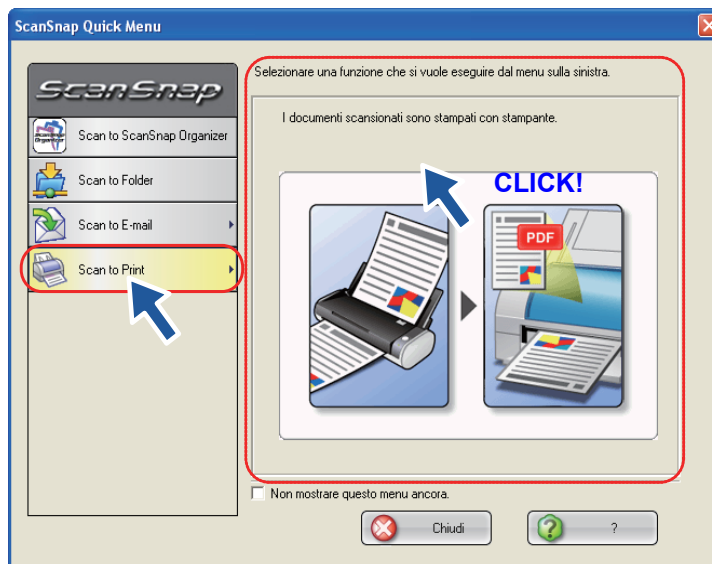 ScanSnap Quick Menu
Selezionare una funzione che si vuole eseguire dal menu sulla sinistra.
ScanSnap
I documenti scansionati sono stampati con stampante.
Scan to ScanSnap Organizer
Scan to Folder
CLICK!
Scan to E-mail
PDF
Scan to Print
Non mostrare questo menu ancora.
Chiudi
?